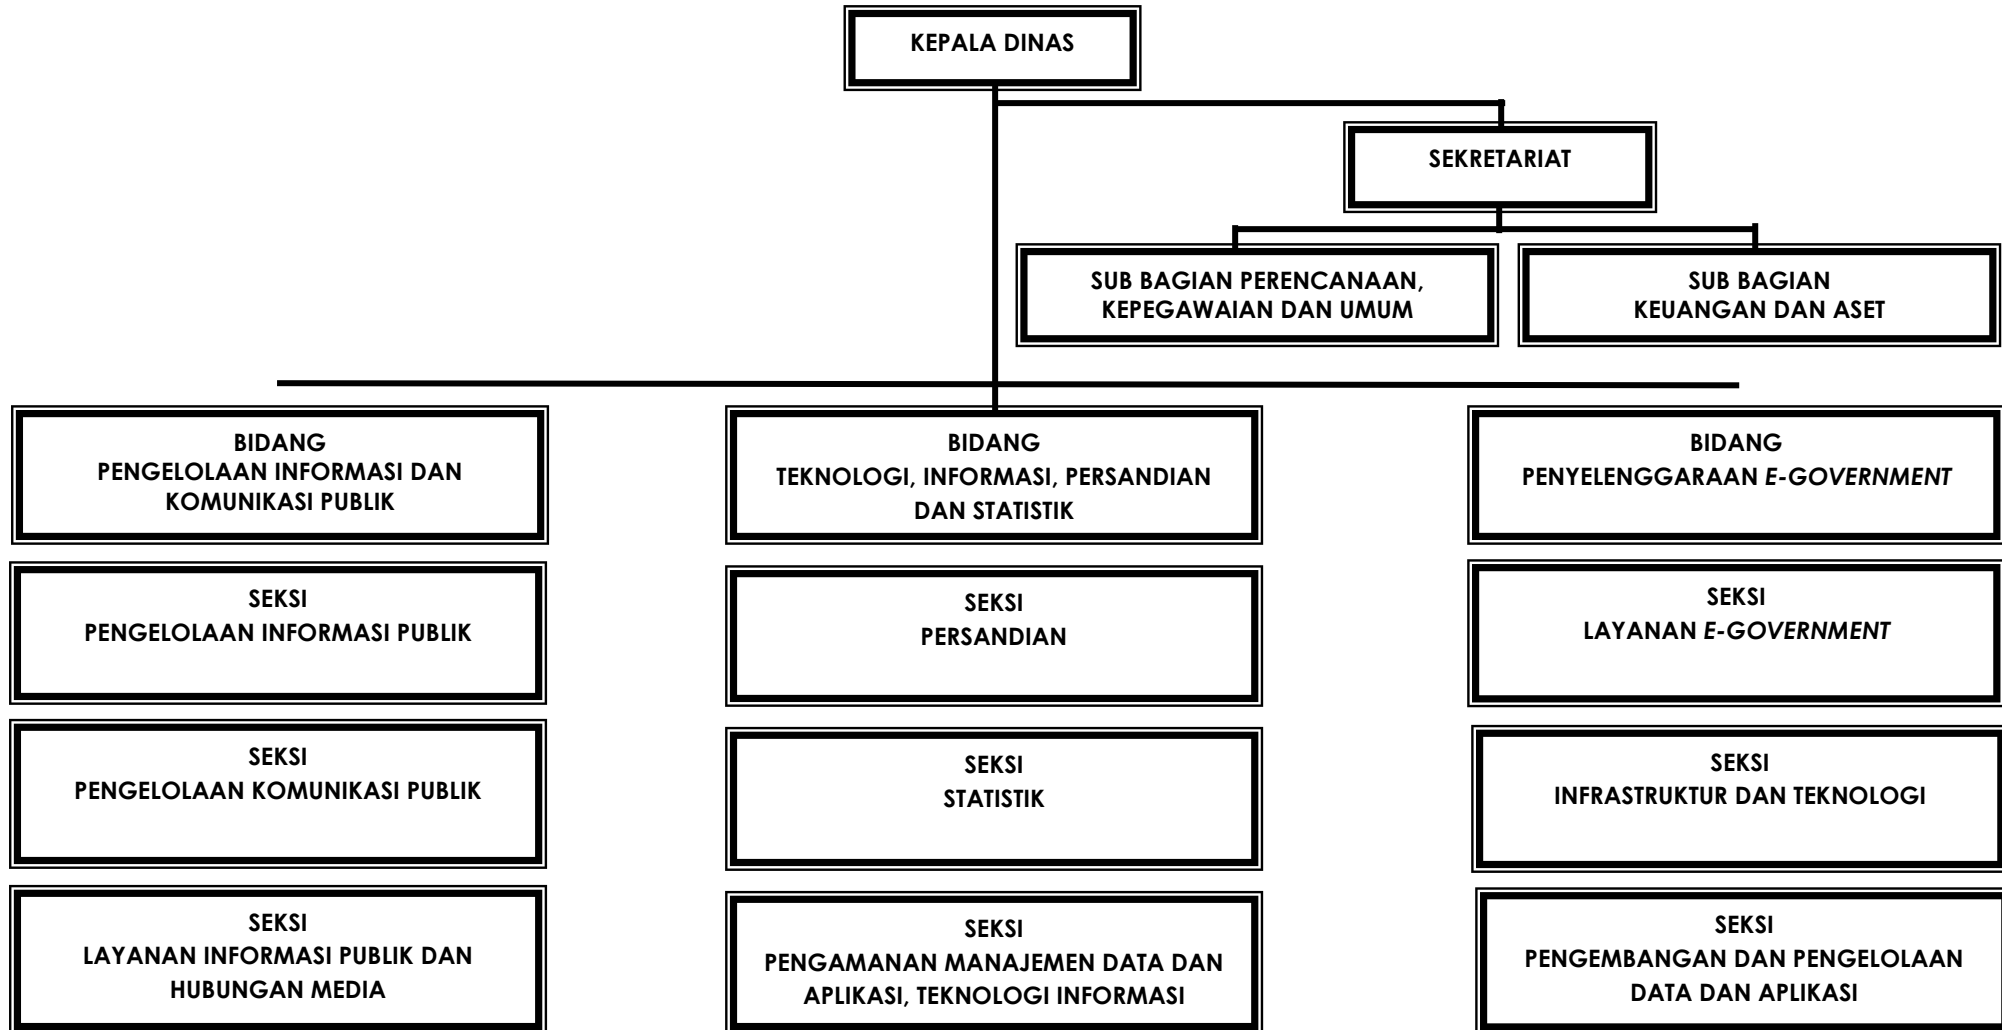 KEPALA DINAS
SEKRETARIAT
SUB BAGIAN PERENCANAAN,
KEPEGAWAIAN DAN UMUM
SUB BAGIAN
KEUANGAN DAN ASET
BIDANG
PENGELOLAAN INFORMASI DAN
KOMUNIKASI PUBLIK
BIDANG
TEKNOLOGI, INFORMASI, PERSANDIAN
DAN STATISTIK
BIDANG
PENYELENGGARAAN E-GOVERNMENT
SEKSI
PENGELOLAAN INFORMASI PUBLIK
SEKSI
PERSANDIAN
SEKSI
LAYANAN E-GOVERNMENT
SEKSI
PENGELOLAAN KOMUNIKASI PUBLIK
SEKSI
STATISTIK
SEKSI
INFRASTRUKTUR DAN TEKNOLOGI
SEKSI
LAYANAN INFORMASI PUBLIK DAN
HUBUNGAN MEDIA
SEKSI
PENGAMANAN MANAJEMEN DATA DAN
APLIKASI, TEKNOLOGI INFORMASI
SEKSI
PENGEMBANGAN DAN PENGELOLAAN
DATA DAN APLIKASI